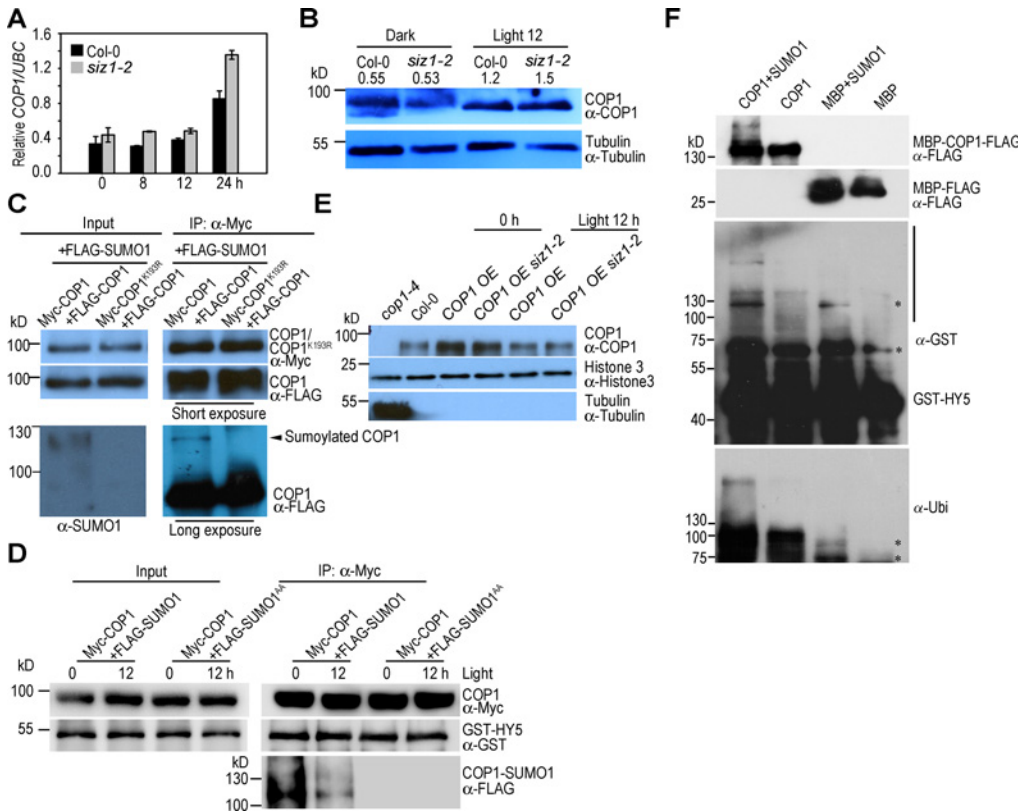 A
Relative COP1/UBC
1.6
1.2
0.8
0.4
0
Col-0
siz1-2
0 8 12 24 h
B
Dark Light 12
Col-0 siz1-2 Col-0 siz1-2
0.55 0.53 1.2 1.5
kD
100
55
COP1
α-COP1
Tubulin
α-Tubulin
C
Input IP: α-Myc
+FLAG-SUMO1 +FLAG-SUMO1
Myc-COP1
+FLAG-COP1
Myc-COP1K193R
+FLAG-COP1
Myc-COP1
+FLAG-COP1
Myc-COP1K193R
+FLAG-COP1
kD
100
100
COP1/
COP1K193R
α-Myc
COP1
α-FLAG
Short exposure
130
100
Sumoylated COP1
COP1
α-FLAG
α-SUMO1
Long exposure
D
Input IP: α-Myc
Myc-COP1
+FLAG-SUMO1
Myc-COP1
+FLAG-SUMO1AA
Myc-COP1
+FLAG-SUMO1
Myc-COP1
+FLAG-SUMO1AA
kD
0 12 0 12 h 0 12 0 12 h Light
100
55
COP1
α-Myc
GST-HY5
α-GST
kD
130
100
COP1-SUMO1
α-FLAG
E
0 h Light 12 h
cop1-4
Col-0
COP1 OE
COP1 OE siz1-2
COP1 OE
COP1 OE siz1-2
kD
100
25
55
COP1
α-COP1
Histone 3
α-Histone3
Tubulin
α-Tubulin
F
COP1+SUMO1
COP1
MBP+SUMO1
MBP
kD
130
MBP-COP1-FLAG
α-FLAG
25
MBP-FLAG
α-FLAG
130
100
75
55
40
*
*
α-GST
GST-HY5
130
100
75
α-Ubi
*
*